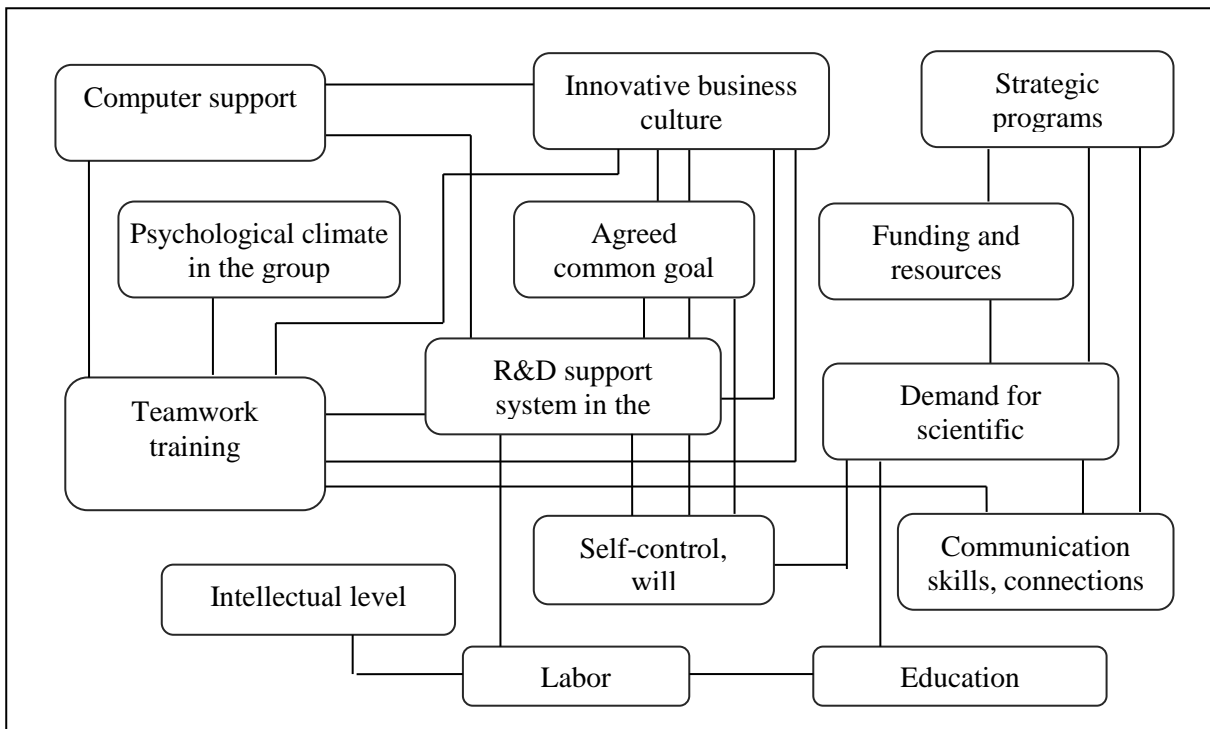 Computer support
Innovative business
culture
Strategic
programs
Psychological climate
in the group
Agreed
common goal
Funding and
resources
R&D support
system in the
Teamwork
training
Demand for
scientific
Self-control,
will
Communication
skills, connections
Intellectual level
Labor
Education